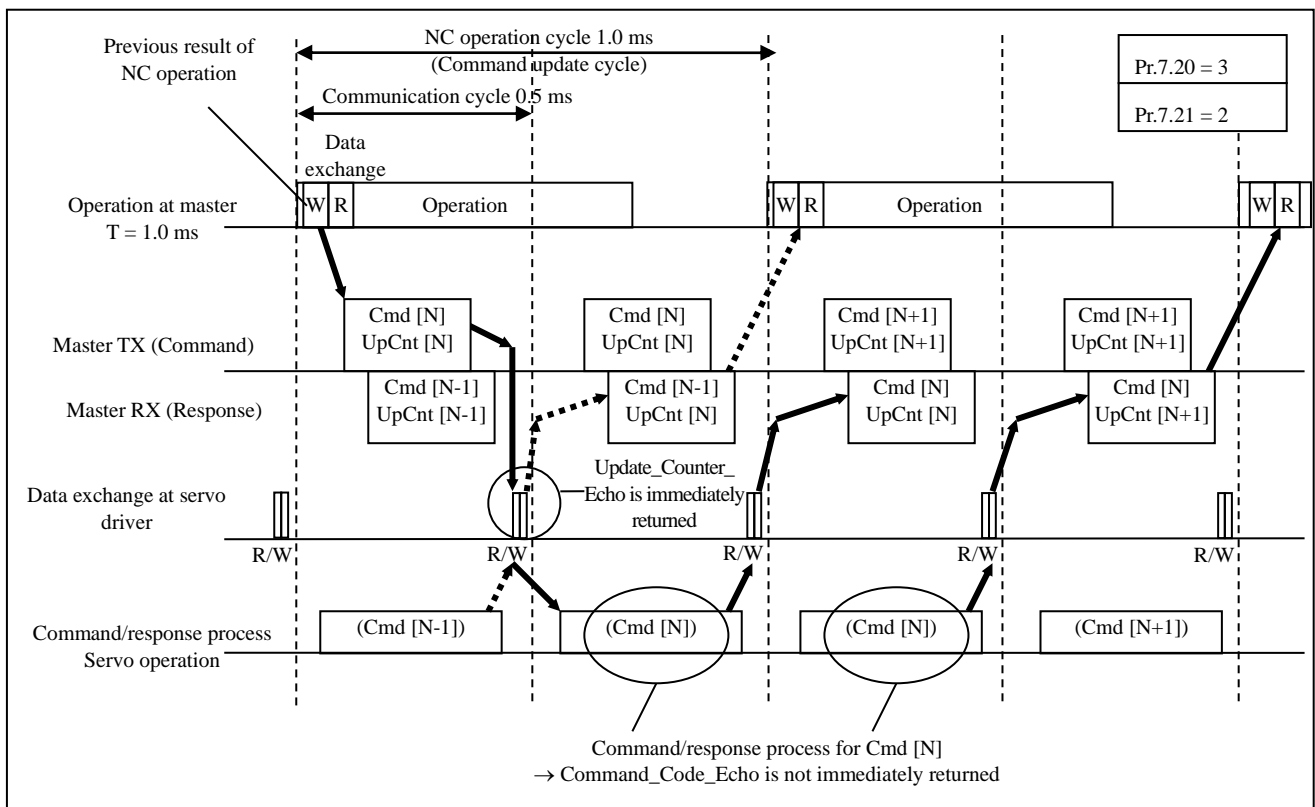 Previous result of
NC operation
NC operation cycle 1.0 ms
(Command update cycle)
Communication cycle 0.5 ms
Pr.7.20 = 3
Pr.7.21 = 2
Data
exchange
Operation at master
T = 1.0 ms
W R Operation W R Operation W R
Master TX (Command)
Cmd [N]
UpCnt [N]
Cmd [N]
UpCnt [N]
Cmd [N+1]
UpCnt [N+1]
Cmd [N+1]
UpCnt [N+1]
Master RX (Response)
Cmd [N-1]
UpCnt [N-1]
Cmd [N-1]
UpCnt [N]
Cmd [N]
UpCnt [N]
Cmd [N]
UpCnt [N+1]
Data exchange at servo
driver
Update_Counter_
Echo is immediately
returned
R/W R/W R/W R/W R/W
Command/response process
Servo operation
(Cmd [N-1]) (Cmd [N]) (Cmd [N]) (Cmd [N+1])
Command/response process for Cmd [N]
→ Command_Code_Echo is not immediately returned